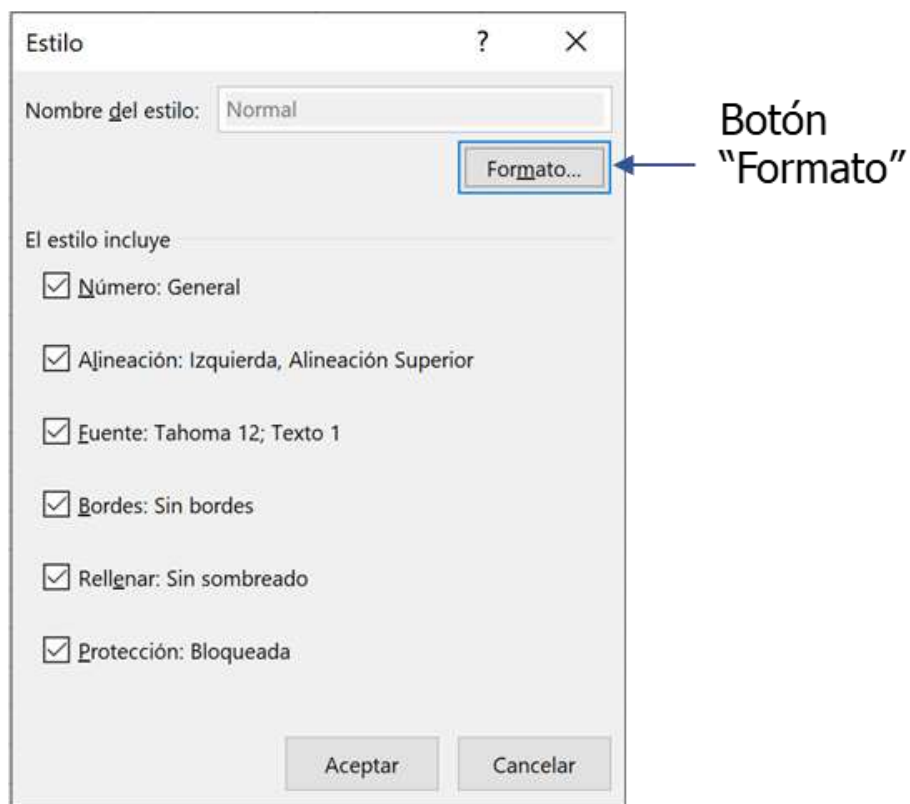 Estilo
?
Nombre del estilo: Normal
Formato...
Botón
“Formato”
El estilo incluye
Número: General
Alineación: Izquierda, Alineación Superior
Fuente: Tahoma 12; Texto 1
Bordes: Sin bordes
Rellenar: Sin sombreado
Protección: Bloqueada
Aceptar Cancelar